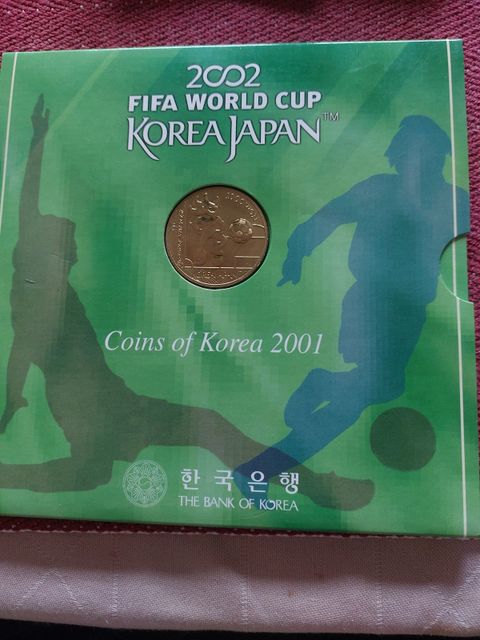 2002
FIFA WORLD CUP
KOREA JAPAN™
Coins of Korea 2001
한국은행
THE BANK OF KOREA